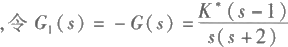 ,令 G₁(s) = -G(s) = K*(s-1)/s(s+2)